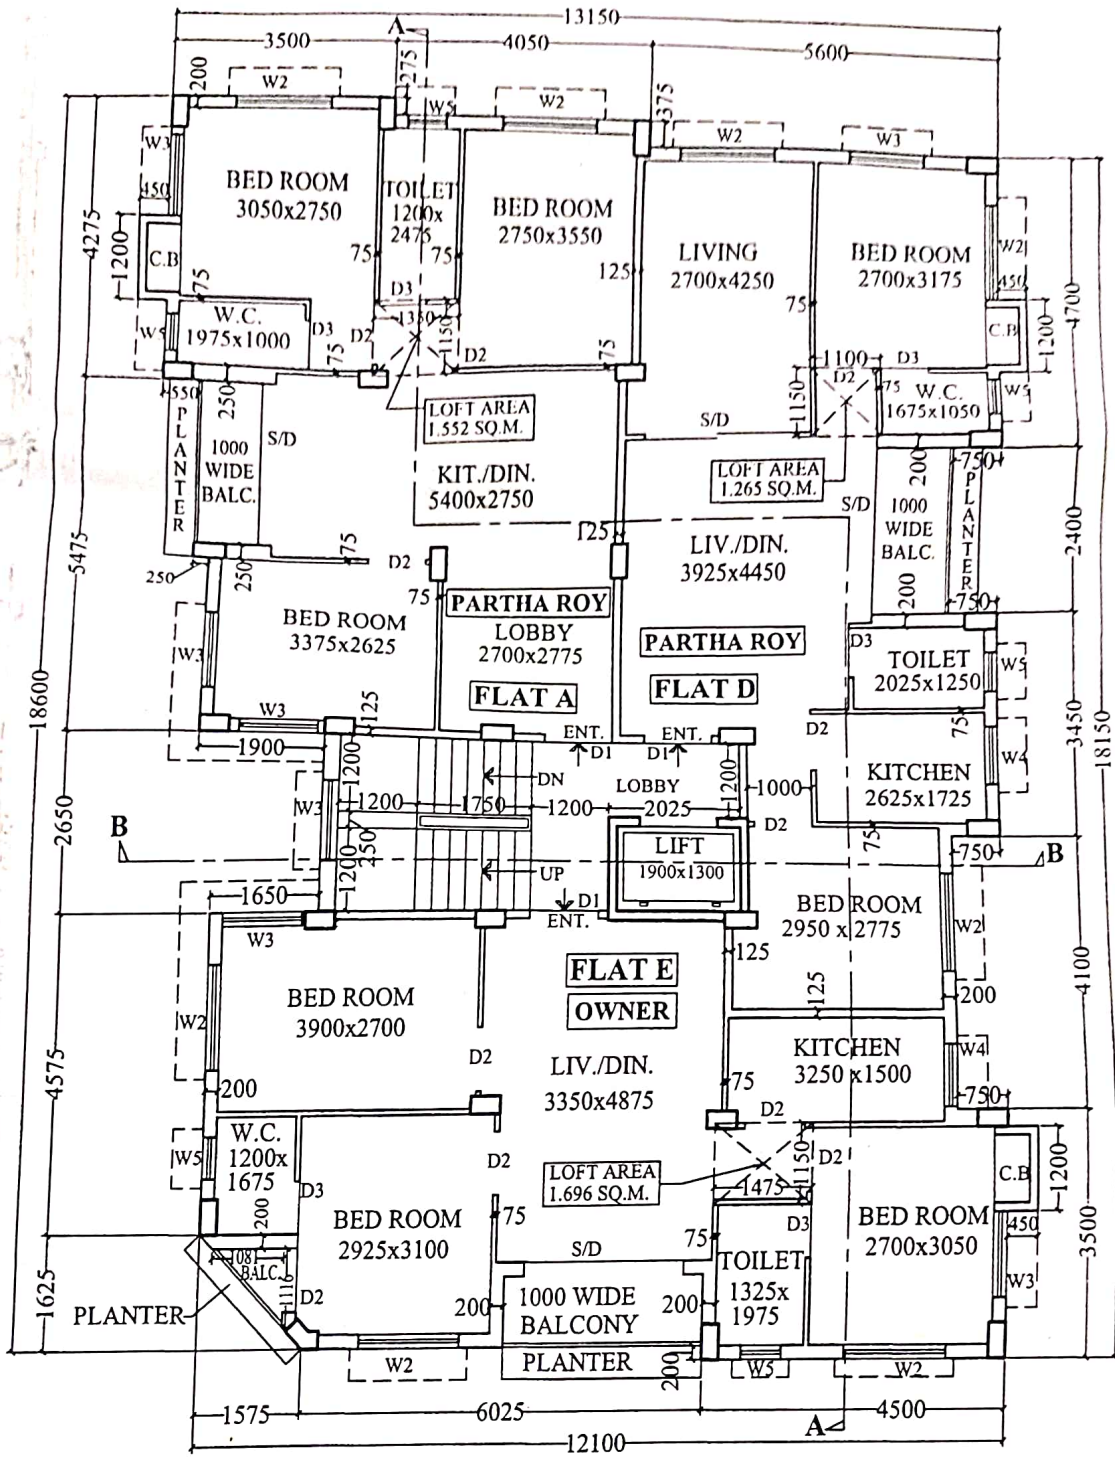 13150
3500
A
4050
5600
200
W2
275
W5
W2
375
W2
W3
W3
BED ROOM
3050x2750
TOILET
1200x
2475
BED ROOM
2750x3550
LIVING
2700x4250
BED ROOM
2700x3175
W2
450
4275
1200
C.B
75
75
75
125
75
450
C.B
1200
4700
W.C.
1975x1000
W5
D3
D3
1350
D2
1150
D2
75
75
1100
D2
D3
1150
75
W.C.
1675x1050
W5
550
250
PLANTER
1000
WIDE
BALC.
S/D
LOFT AREA
1.552 SQ.M.
S/D
200
750
LOFT AREA
1.265 SQ.M.
S/D
1000
WIDE
BALC.
PLANTER
2400
KIT./DIN.
5400x2750
125
LIV./DIN.
3925x4450
5475
250
250
75
D2
75
200
750
BED ROOM
3375x2625
PARTHA ROY
LOBBY
2700x2775
FLAT A
PARTHA ROY
FLAT D
D3
TOILET
2025x1250
W5
W3
18600
W3
125
ENT.
D1
ENT.
D1
D2
75
3450
18150
1900
1200
DN
LOBBY
1200
KITCHEN
2625x1725
W4
W3
1200
1750
1200
2025
1000
D2
75
2650
B
250
1200
UP
LIFT
1900x1300
750
B
1650
D1
ENT.
W3
BED ROOM
2950 x 2775
W2
125
FLAT E
OWNER
BED ROOM
3900x2700
W2
125
200
4100
D2
LIV./DIN.
3350x4875
KITCHEN
3250 x1500
W4
75
750
4575
200
D2
W.C.
1200x
1675
W5
D2
LOFT AREA
1.696 SQ.M.
1150
D2
1475
C.B
1200
D3
200
75
75
D3
BED ROOM
2925x3100
S/D
BED ROOM
2700x3050
450
3500
TOILET
1325x
1975
W3
1081
BALC.
1116
D2
1625
PLANTER
200
1000 WIDE
BALCONY
200
PLANTER
W2
200
W5
W2
1575
6025
4500
A
12100